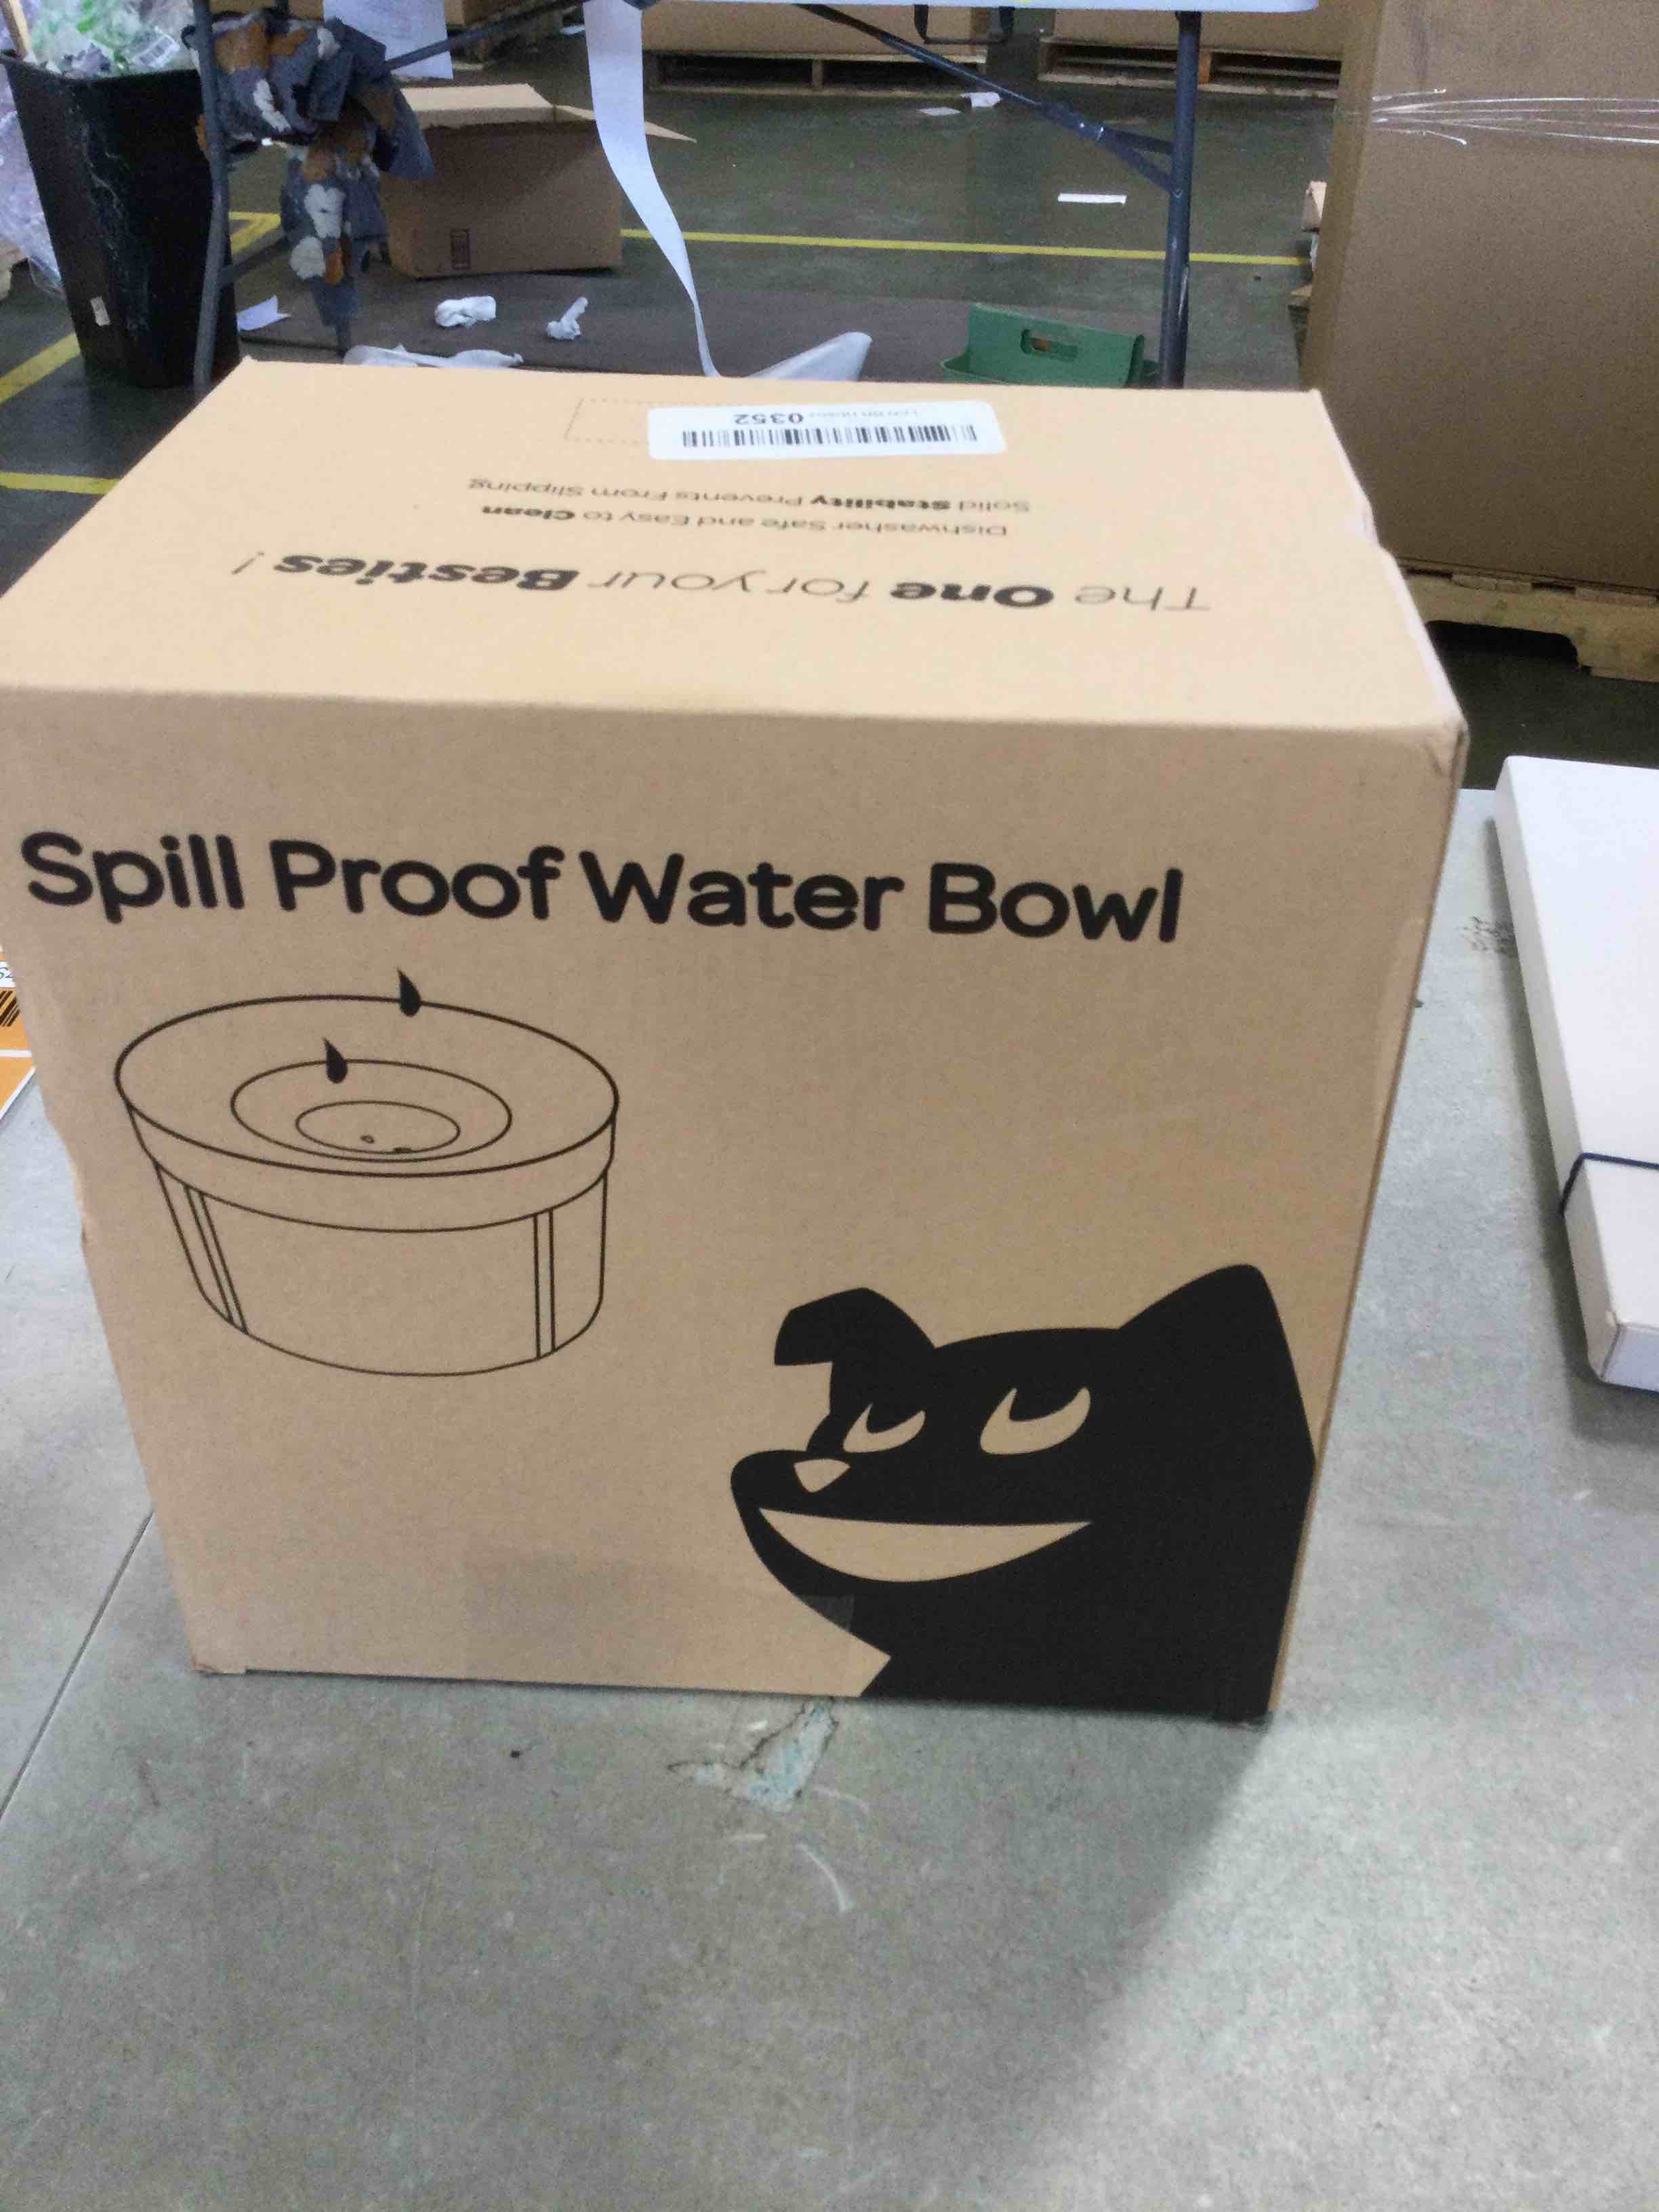 The One for your Besties!
Dishwasher Safe and Easy to Clean
Solid Stability Prevents From Slipping
0352
Spill Proof Water Bowl